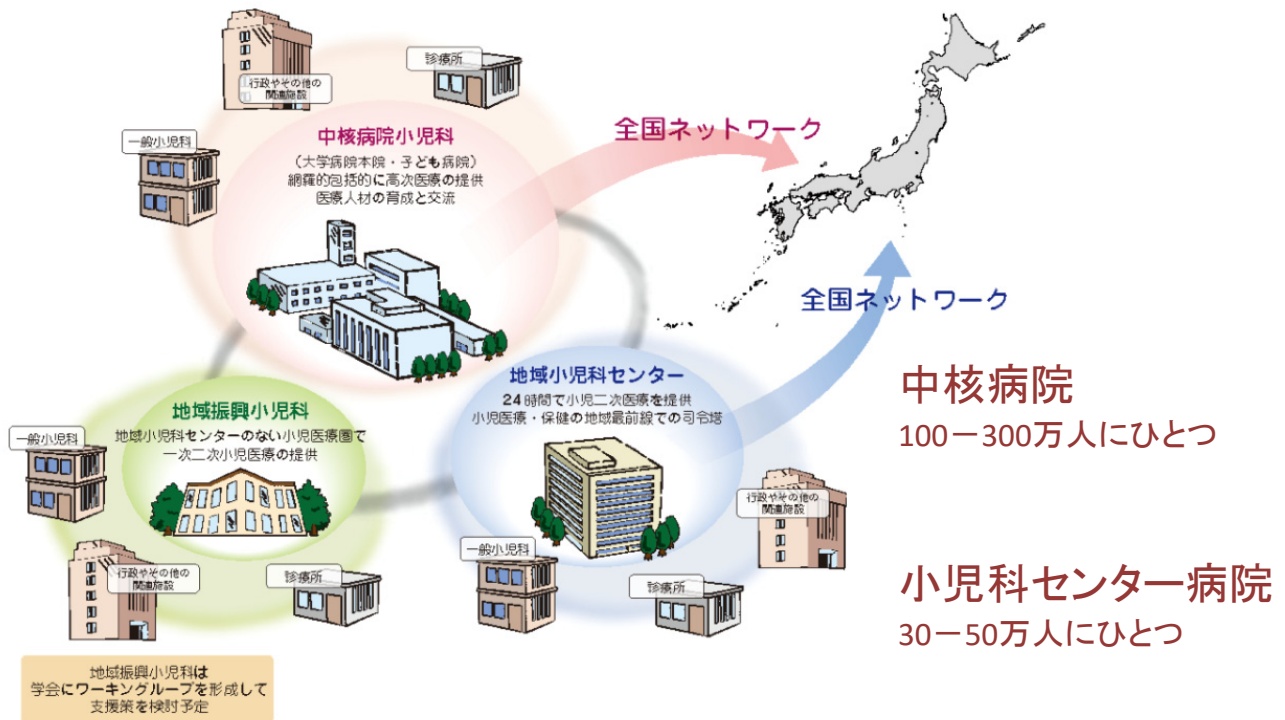 行政やその他の
関連施設
診療所
一般小児科
中核病院小児科
(大学病院本院・子ども病院)
網羅的包括的に高次医療の提供
医療人材の育成と交流
全国ネットワーク
全国ネットワーク
地域小児科センター
24時間で小児二次医療を提供
小児医療・保健の地域最前線での司令塔
地域振興小児科
地域小児科センターのない小児医療圏で
一次二次小児医療の提供
一般小児科
行政やその他の
関連施設
診療所
一般小児科
診療所
行政やその他の
関連施設
中核病院
100－300万人にひとつ
小児科センター病院
30－50万人にひとつ
地域振興小児科は
学会にワーキングループを形成して
支援策を検討予定